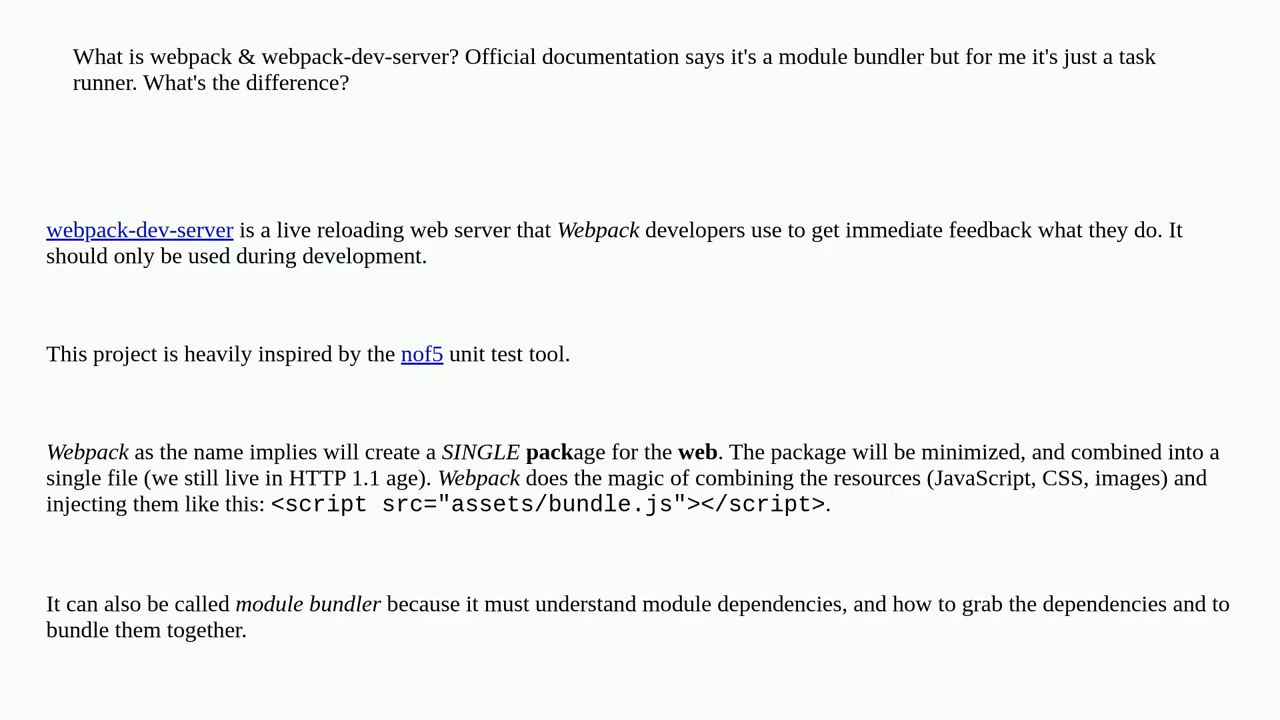 What is webpack & webpack-dev-server? Official documentation says it's a module bundler but for me it's just a task
runner. What's the difference?
webpack-dev-server is a live reloading web server that Webpack developers use to get immediate feedback what they do. It
should only be used during development.
This project is heavily inspired by the nof5 unit test tool.
Webpack as the name implies will create a SINGLE package for the web. The package will be minimized, and combined into a
single file (we still live in HTTP 1.1 age). Webpack does the magic of combining the resources (JavaScript, CSS, images) and
injecting them like this: <script src="assets/bundle.js"></script>.
It can also be called module bundler because it must understand module dependencies, and how to grab the dependencies and to
bundle them together.